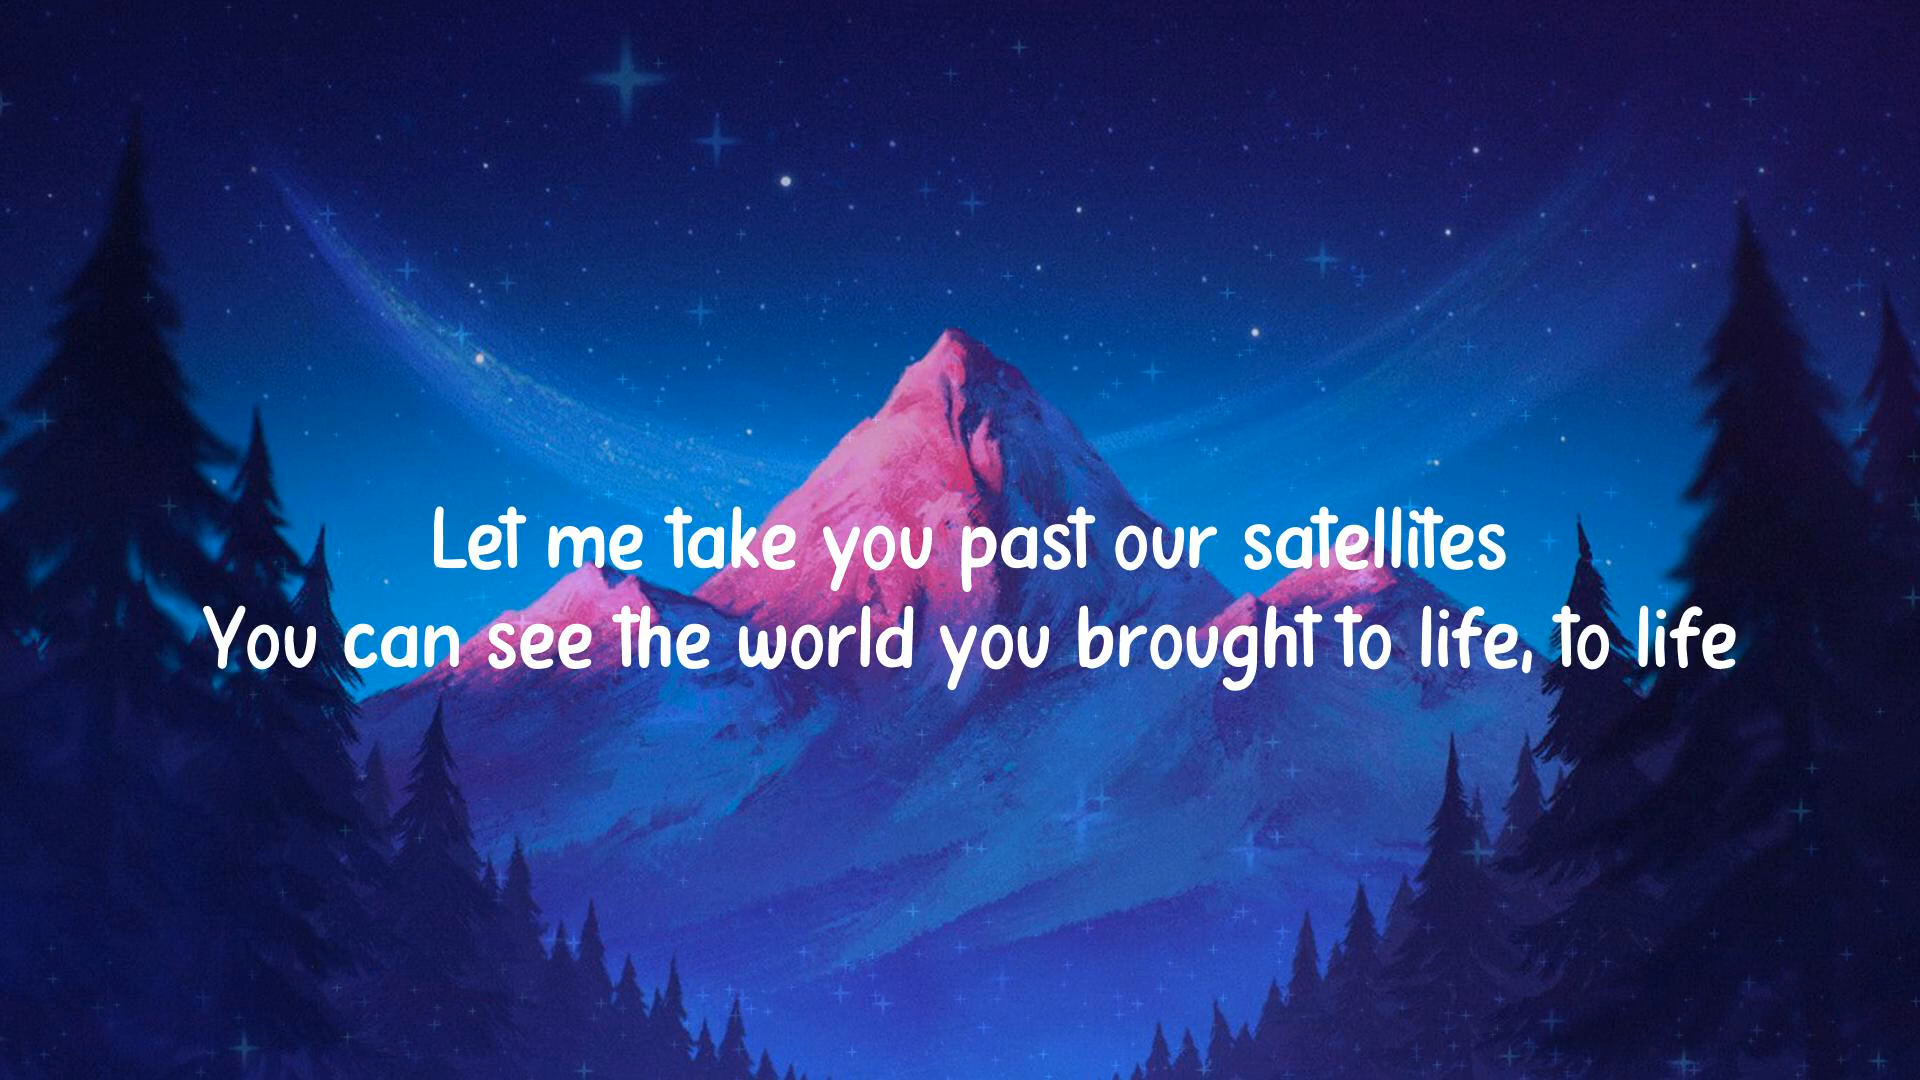 Let me take you past our satellites
You can see the world you brought to life, to life